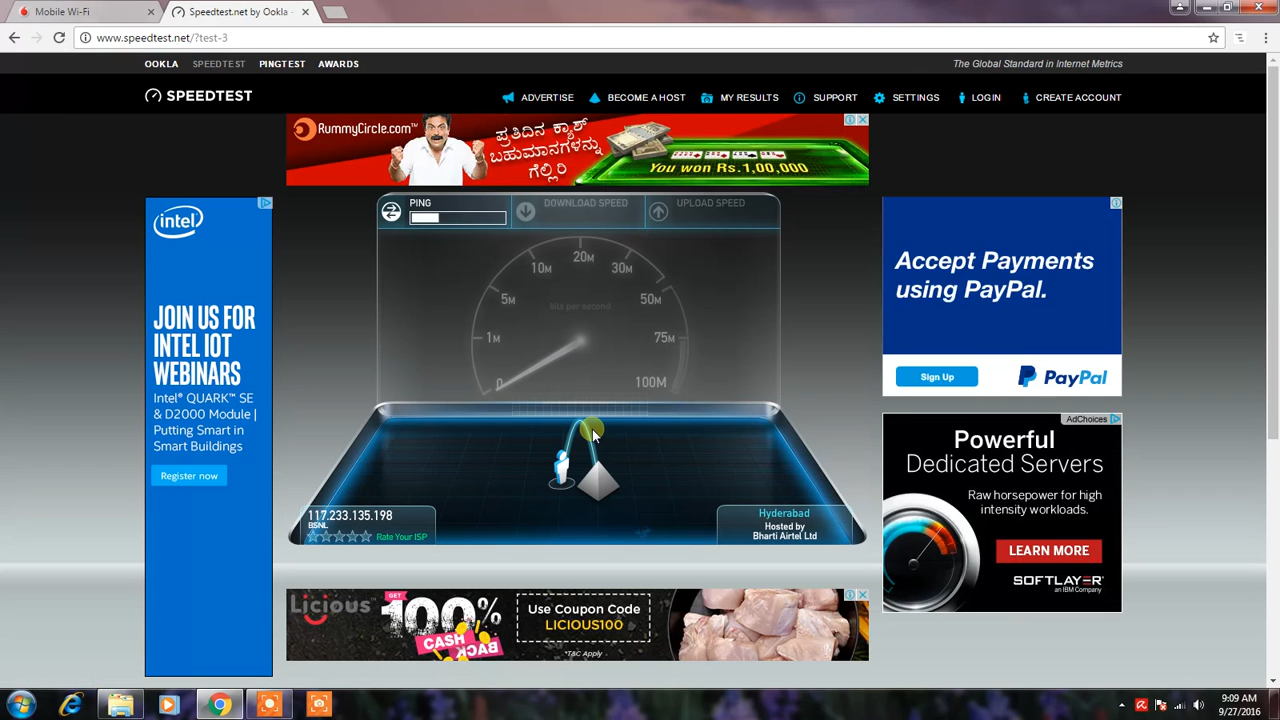 Mobile Wi-Fi
Speedtest.net by Ookla -
www.speedtest.net/?test-3
OOKLA SPEEDTEST PINGTEST AWARDS
The Global Standard in Internet Metrics
SPEEDTEST
ADVERTISE BECOME A HOST MY RESULTS SUPPORT SETTINGS LOGIN CREATE ACCOUNT
RummyCircle.com™
ಪ್ರತಿದಿನ ಕ್ಯಾಶ್
ಬಹುಮಾನಗಳನ್ನು
ಗೆಲ್ಲಿರಿ
You won Rs.1,00,000
intel
JOIN US FOR
INTEL IOT
WEBINARS
Intel® QUARK™ SE
& D2000 Module |
Putting Smart in
Smart Buildings
Register now
PING
DOWNLOAD SPEED
UPLOAD SPEED
20M
10M
30M
5M
50M
bits per second
1M
75M
0
100M
117.233.135.198
BSNL
Rate Your ISP
Hyderabad
Hosted by
Bharti Airtel Ltd
Accept Payments
using PayPal.
Sign Up
PayPal
AdChoices
Powerful
Dedicated Servers
Raw horsepower for high
intensity workloads.
LEARN MORE
SOFTLAYER®
an IBM Company
Licious™
GET
100%
CASH
BACK
Use Coupon Code
LICIOUS100
*T&C Apply
9:09 AM
9/27/2016